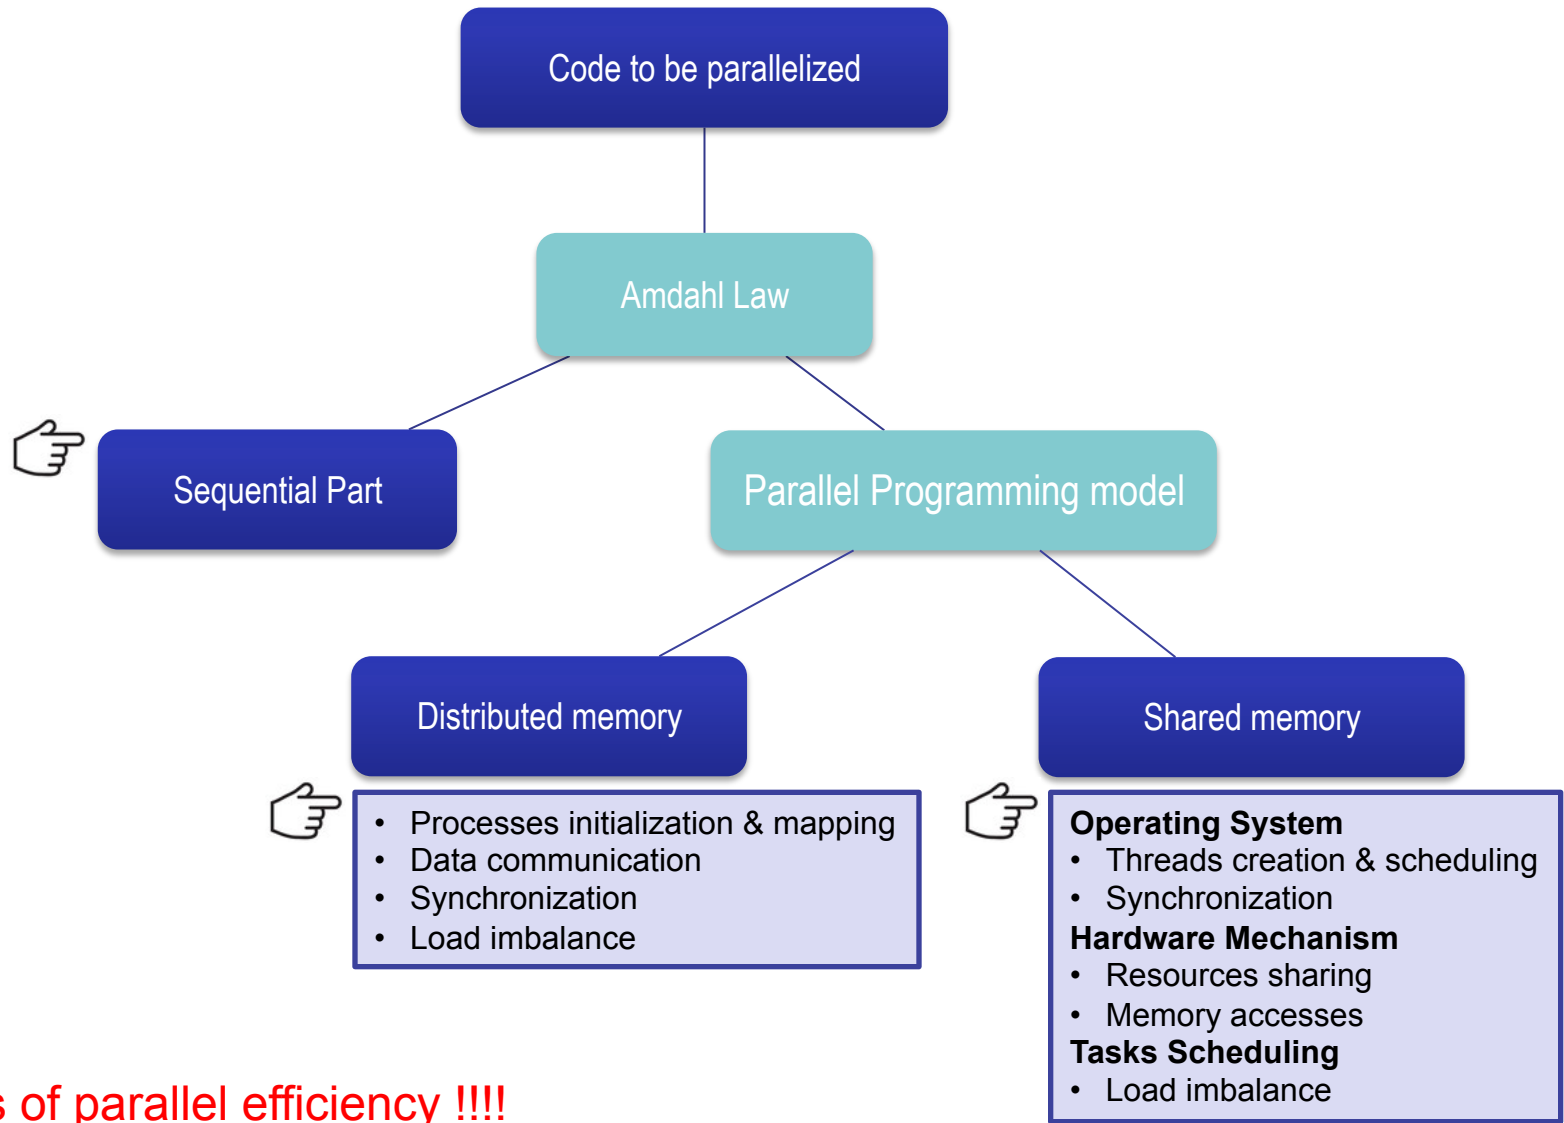 Code to be parallelized
Amdahl Law
Sequential Part
Parallel Programming model
Distributed memory
Shared memory
• Processes initialization & mapping
• Data communication
• Synchronization
• Load imbalance
Operating System
• Threads creation & scheduling
• Synchronization
Hardware Mechanism
• Resources sharing
• Memory accesses
Tasks Scheduling
• Load imbalance
of parallel efficiency !!!!